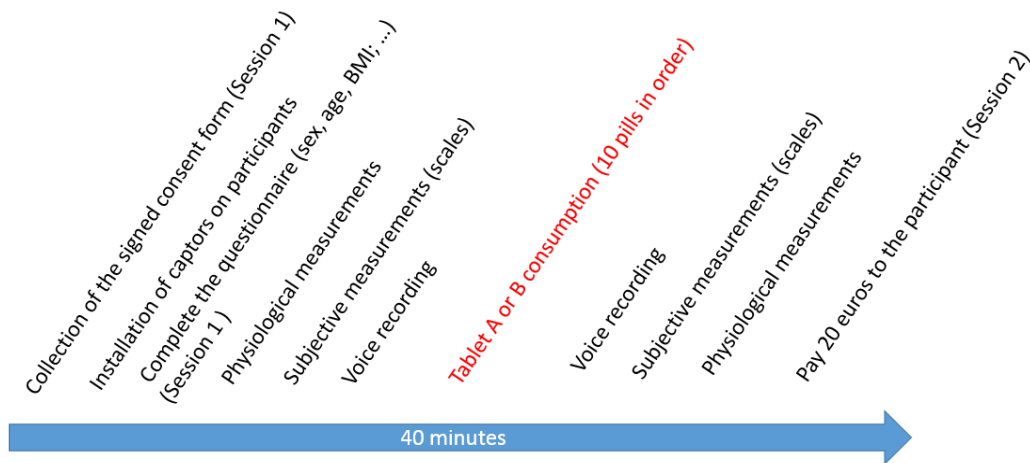 Collection of the signed consent form (Session 1)
Installation of captors on participants
Complete the questionnaire (sex, age, BMI; ...)
(Session 1 )
Physiological measurements
Subjective measurements (scales)
Voice recording
Tablet A or B consumption (10 pills in order)
Voice recording
Subjective measurements (scales)
Physiological measurements
Pay 20 euros to the participant (Session 2)
40 minutes